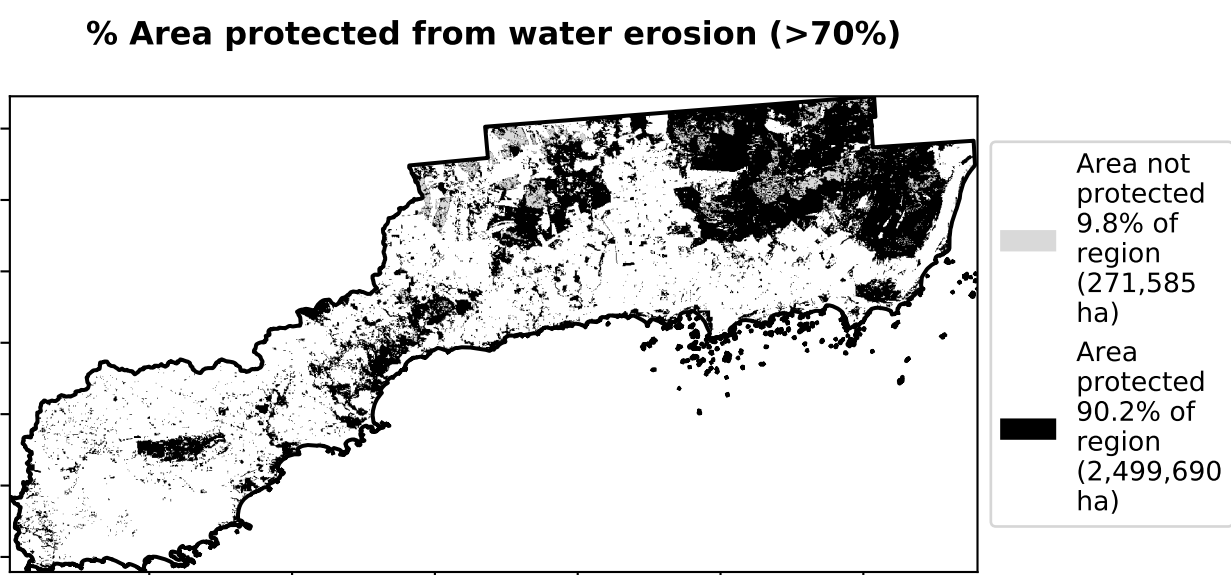 % Area protected from water erosion (>70%)
Area not
protected
9.8% of
region
(271,585
ha)
Area
protected
90.2% of
region
(2,499,690
ha)